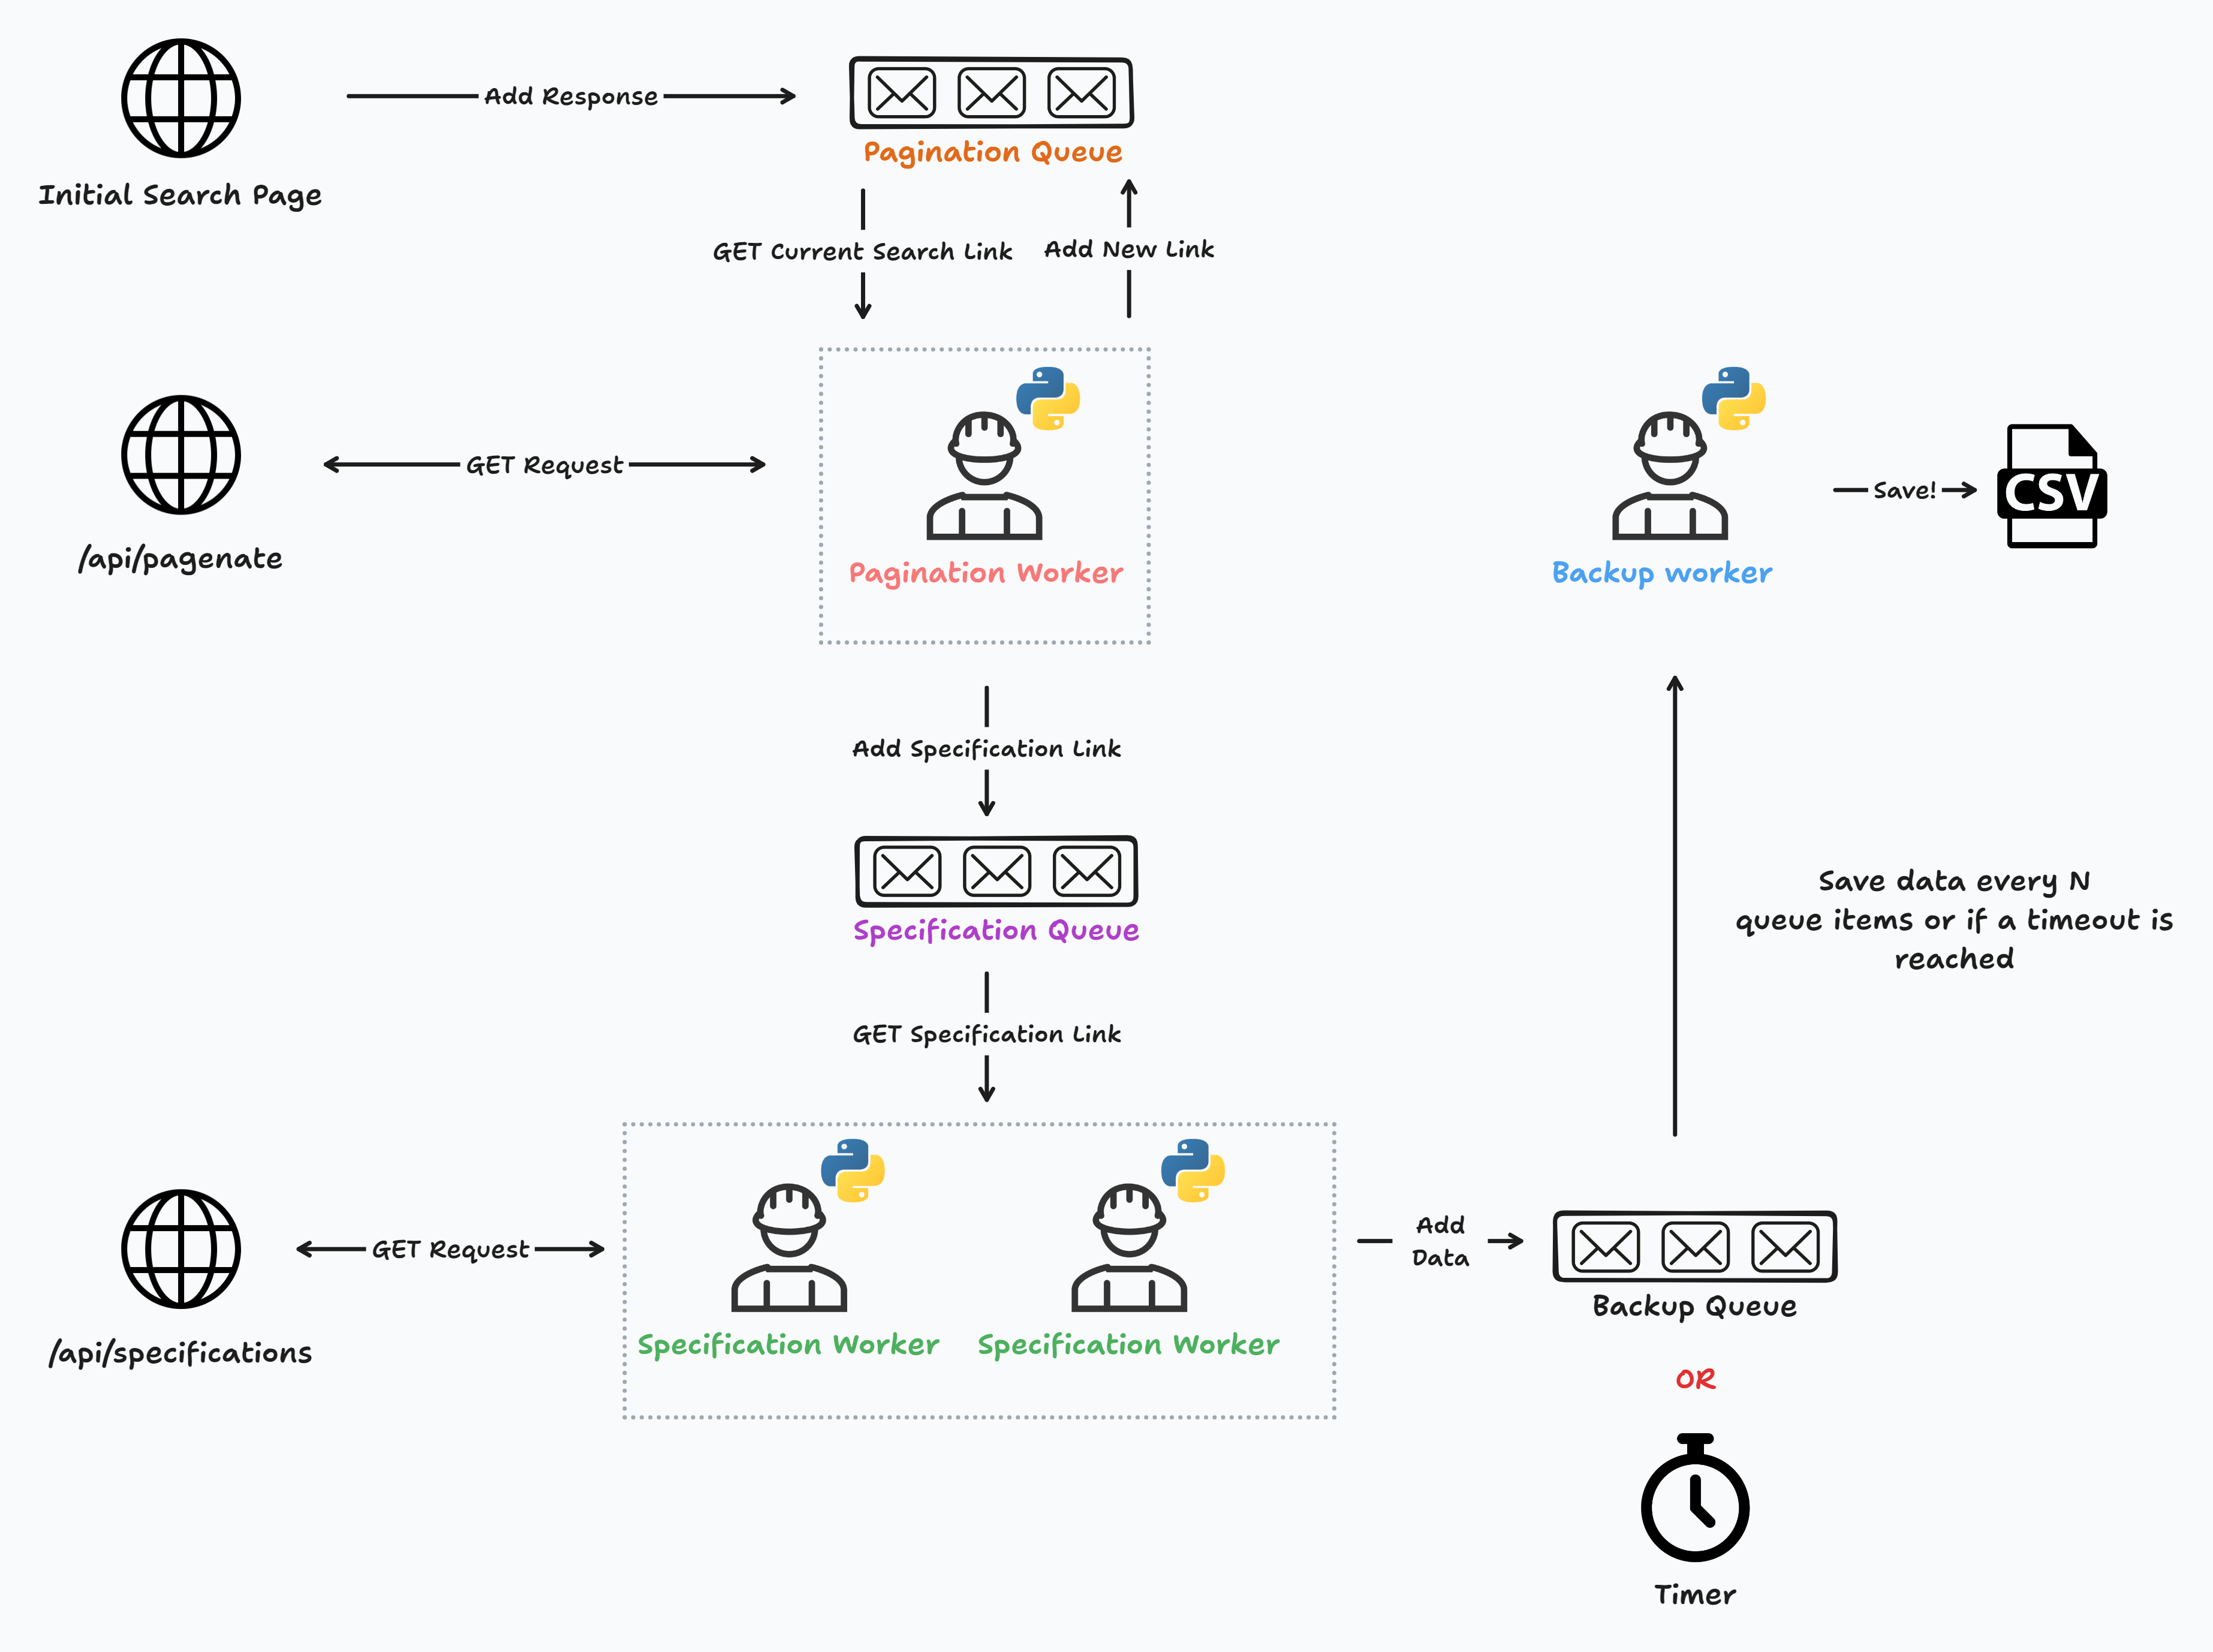 Add Response
Pagination Queue
Initial Search Page
GET Current Search Link
Add New Link
GET Request
/api/pagenate
Pagination Worker
Backup worker
Save!
CSV
Add Specification Link
Specification Queue
Save data every N
queue items or if a timeout is
reached
GET Specification Link
GET Request
/api/specifications
Specification Worker
Specification Worker
Add
Data
Backup Queue
OR
Timer